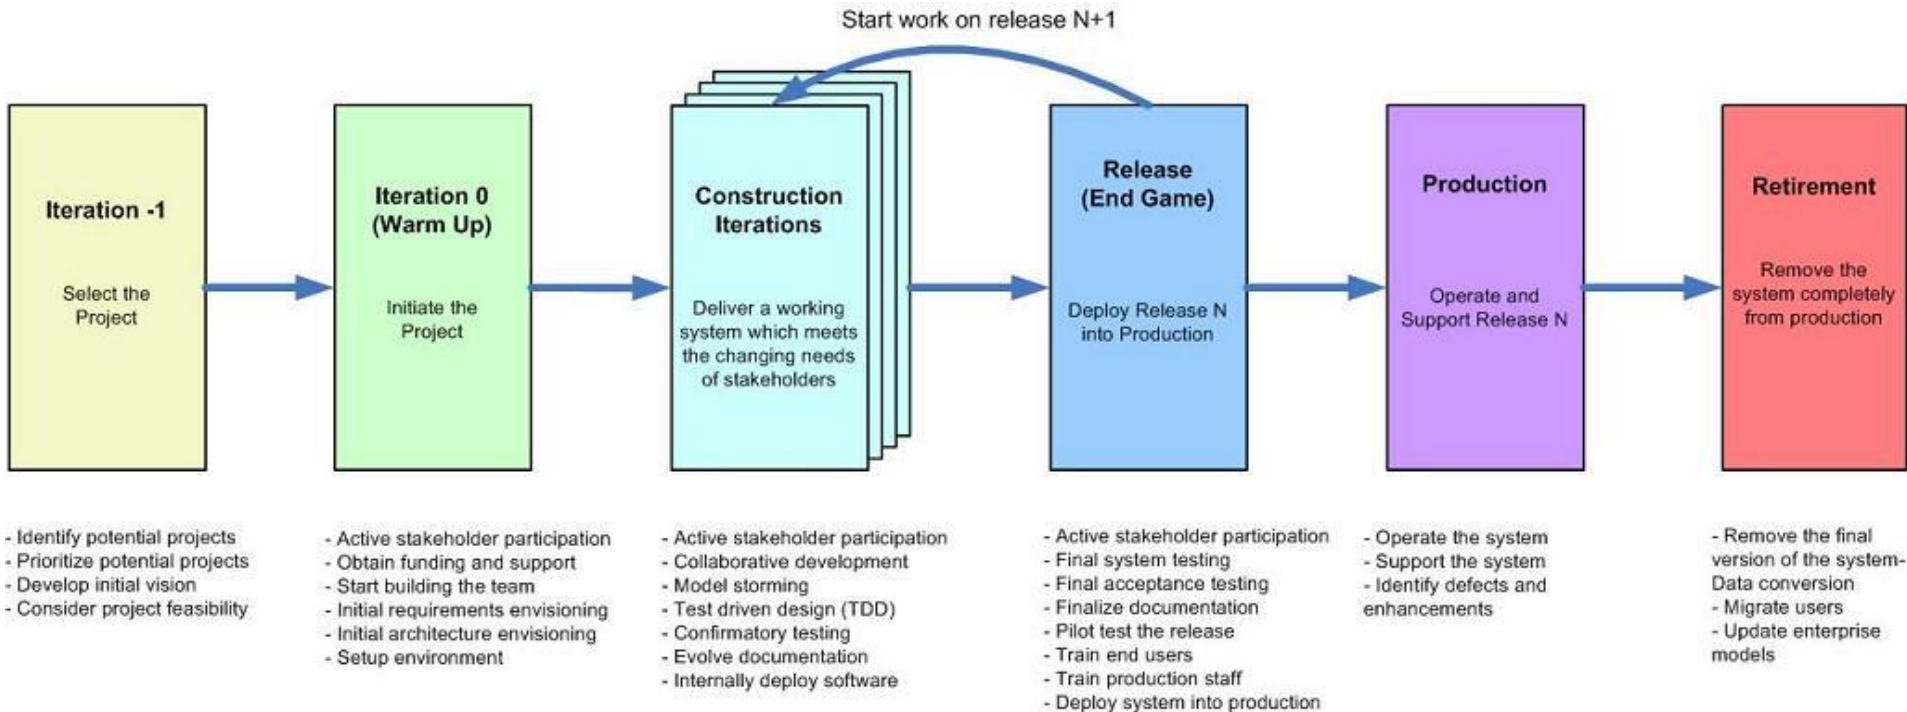 Start work on release N+1
Iteration -1
Select the
Project
Iteration 0
(Warm Up)
Initiate the
Project
Construction
Iterations
Deliver a working
system which meets
the changing needs
of stakeholders
Release
(End Game)
Deploy Release N
into Production
Production
Operate and
Support Release N
Retirement
Remove the
system completely
from production
- Identify potential projects
- Prioritize potential projects
- Develop initial vision
- Consider project feasibility
- Active stakeholder participation
- Obtain funding and support
- Start building the team
- Initial requirements envisioning
- Initial architecture envisioning
- Setup environment
- Active stakeholder participation
- Collaborative development
- Model storming
- Test driven design (TDD)
- Confirmatory testing
- Evolve documentation
- Internally deploy software
- Active stakeholder participation
- Final system testing
- Final acceptance testing
- Finalize documentation
- Pilot test the release
- Train end users
- Train production staff
- Deploy system into production
- Operate the system
- Support the system
- Identify defects and
enhancements
- Remove the final
version of the system-
Data conversion
- Migrate users
- Update enterprise
models